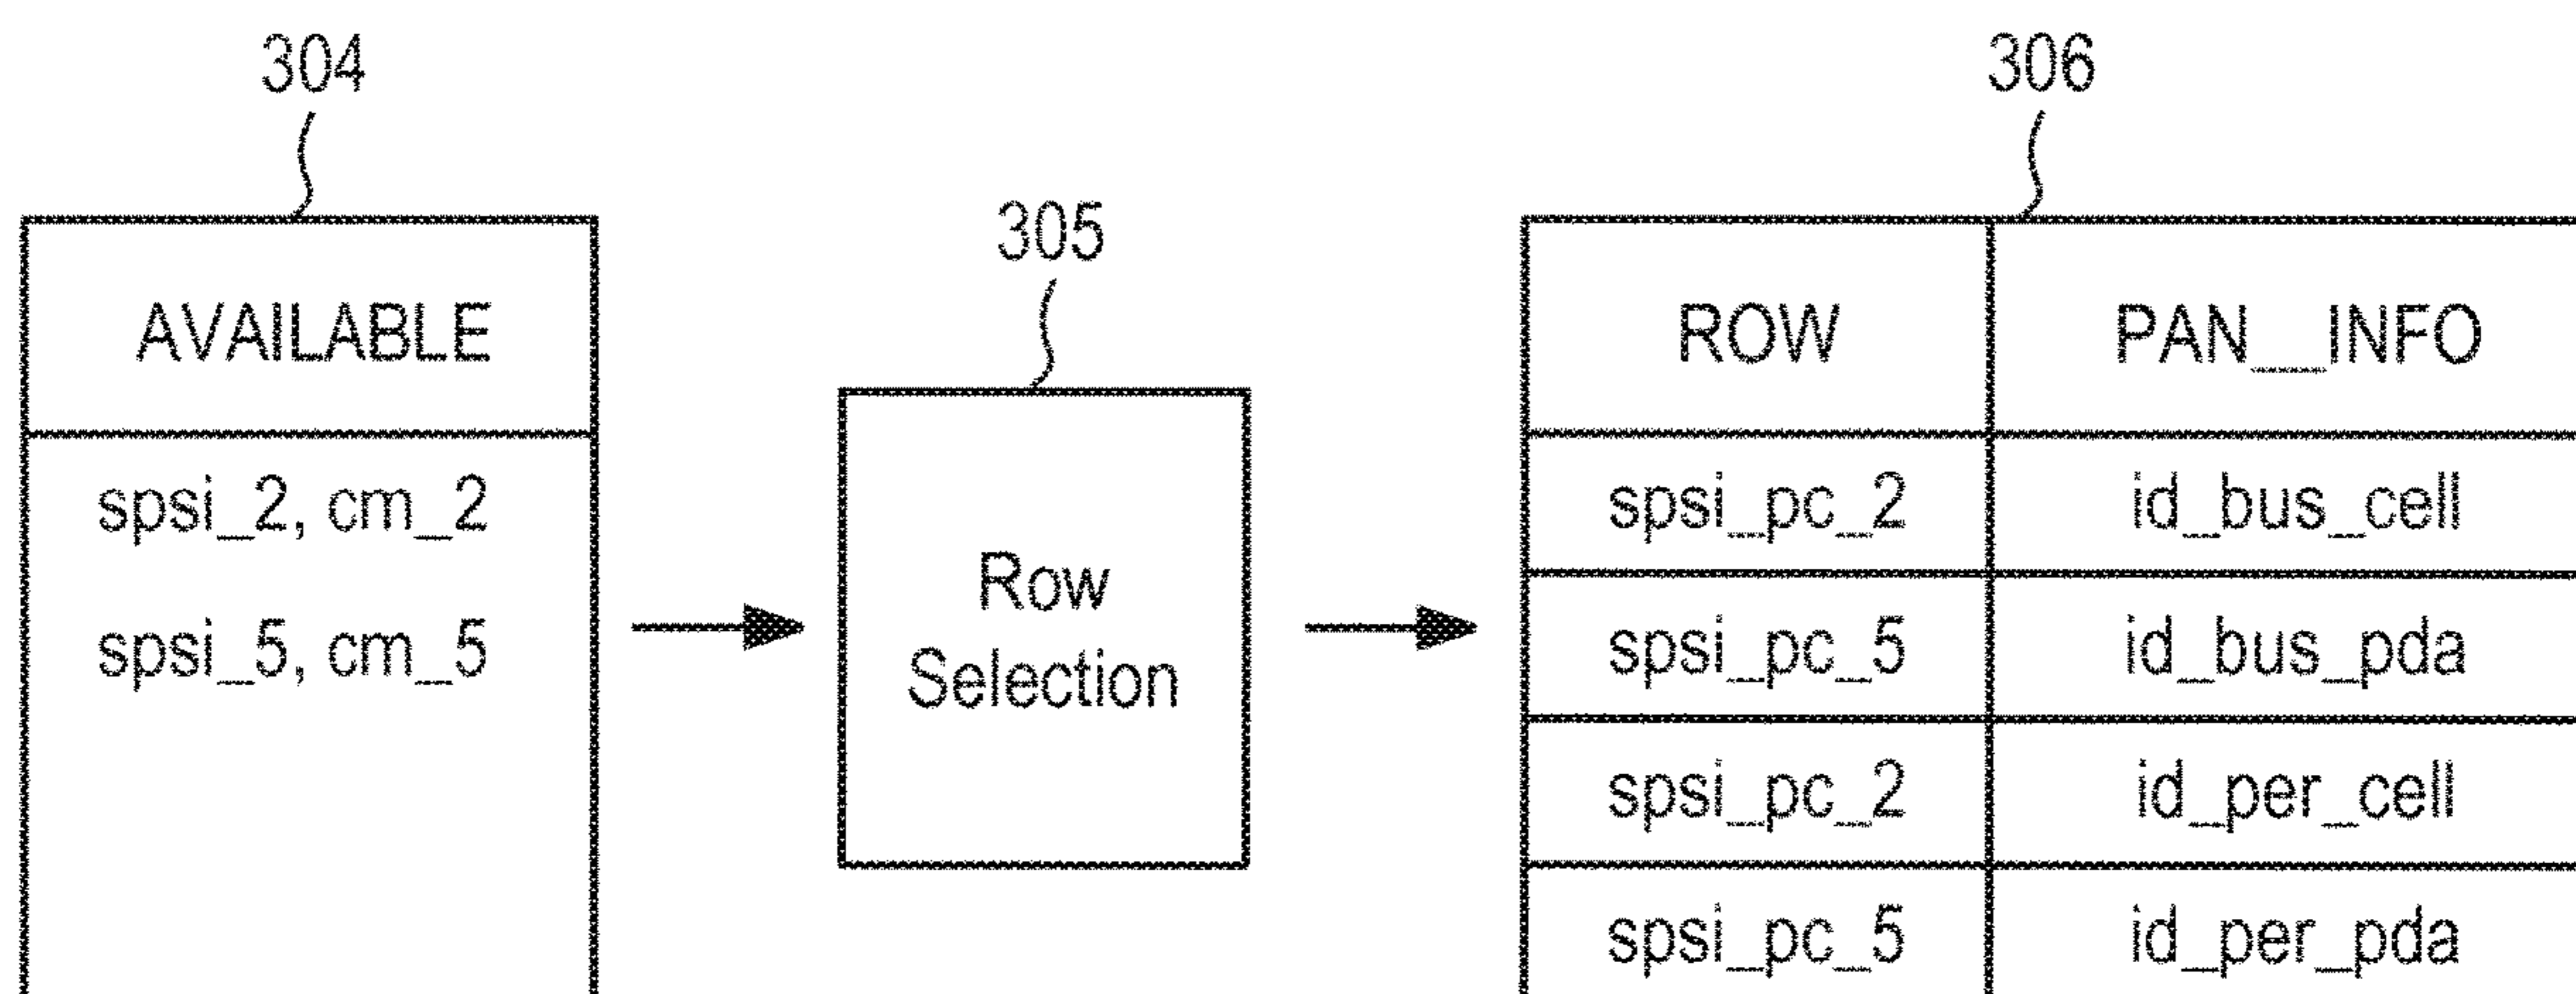 304
306
305
AVAILABLE
ROW
PAN__INFO
spsi_2, cm_2
spsi_5, cm_5
Row
Selection
spsi_pc_2
id_bus_cell
spsi_pc_5
id_bus_pda
spsi_pc_2
id_per_cell
spsi_pc_5
id_per_pda